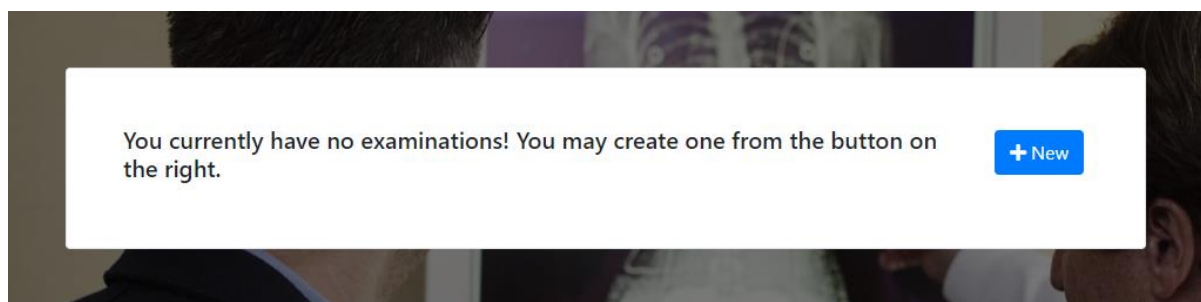 You currently have no examinations! You may create one from the button on
the right.
New